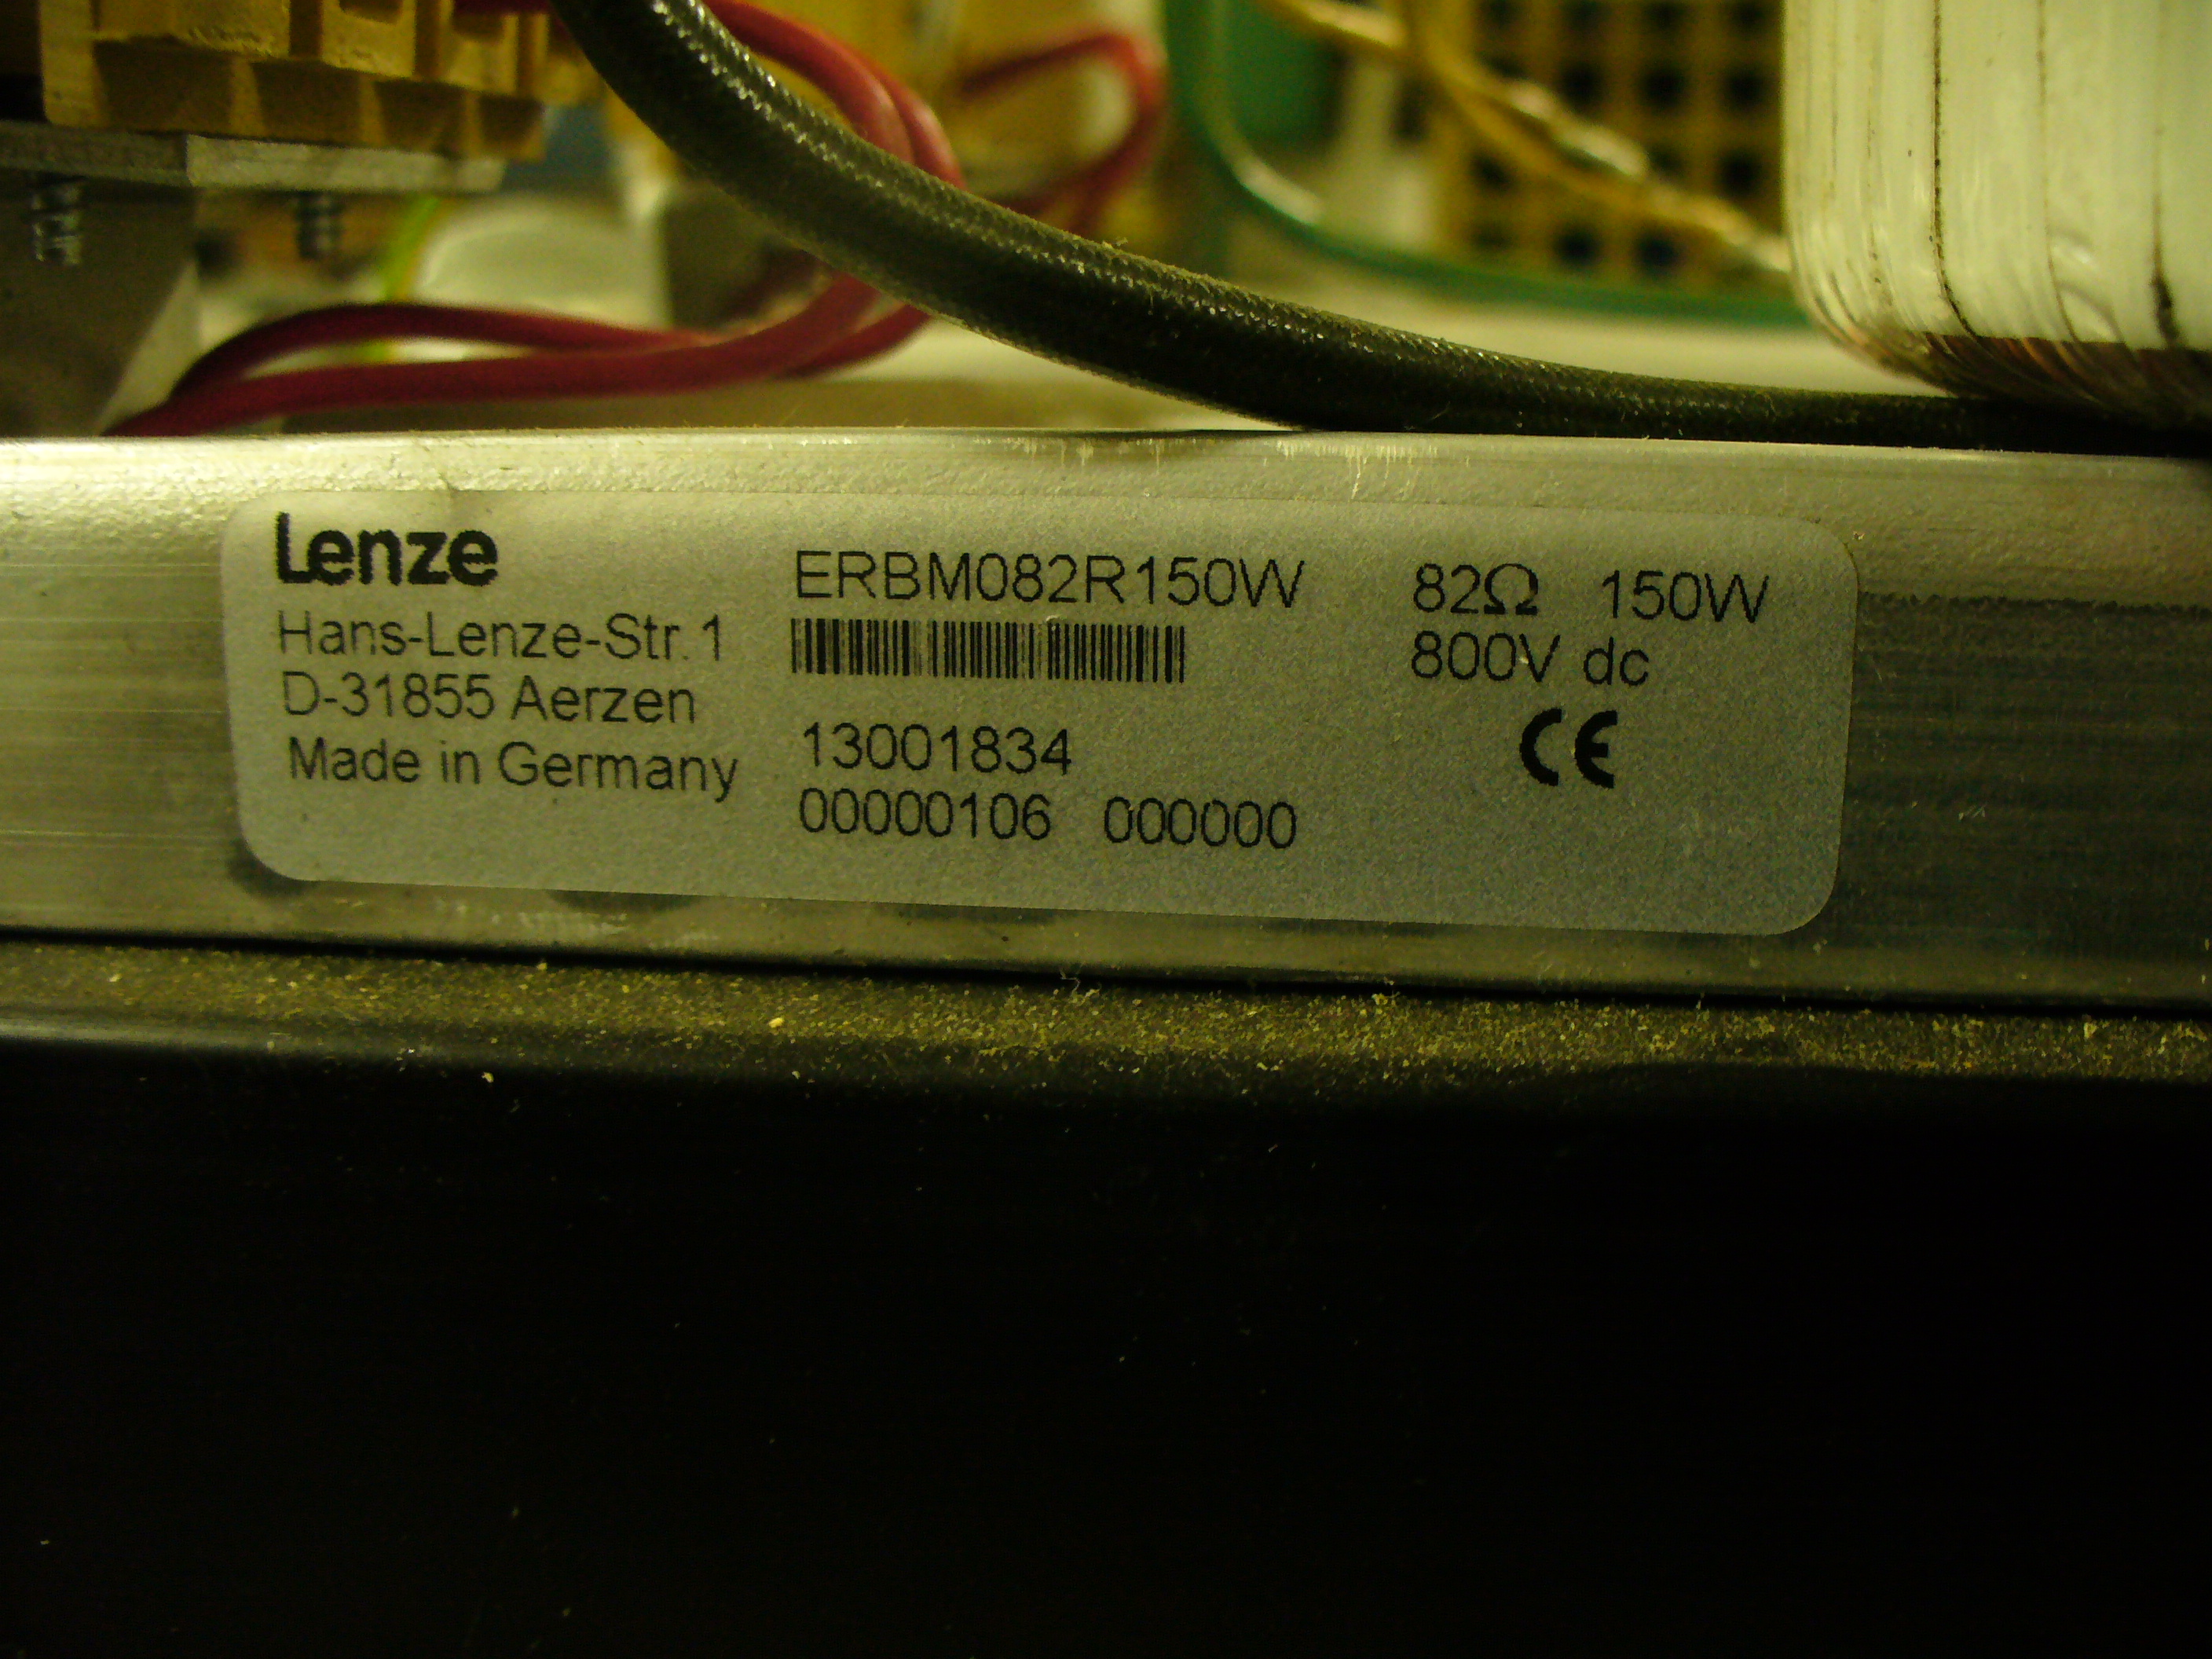 Lenze
Hans-Lenze-Str. 1
D-31855 Aerzen
Made in Germany
ERBM082R150W
13001834
00000106 000000
82Ω 150W
800V dc
CE